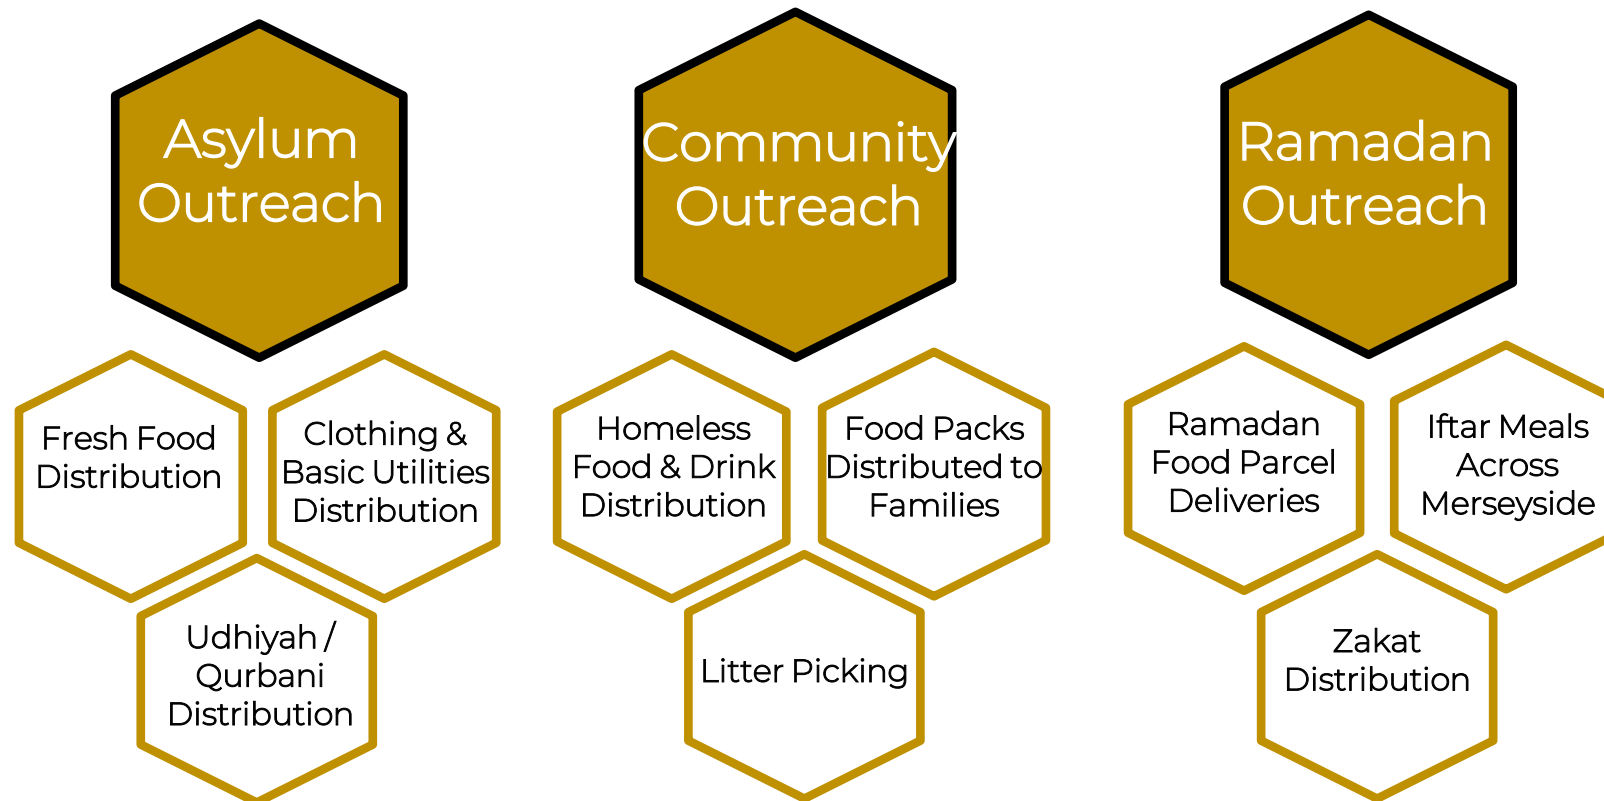 Asylum
Outreach
Community
Outreach
Ramadan
Outreach
Fresh Food
Distribution
Clothing &
Basic Utilities
Distribution
Udhiyah /
Qurbani
Distribution
Homeless
Food & Drink
Distribution
Food Packs
Distributed to
Families
Litter Picking
Ramadan
Food Parcel
Deliveries
Iftar Meals
Across
Merseyside
Zakat
Distribution